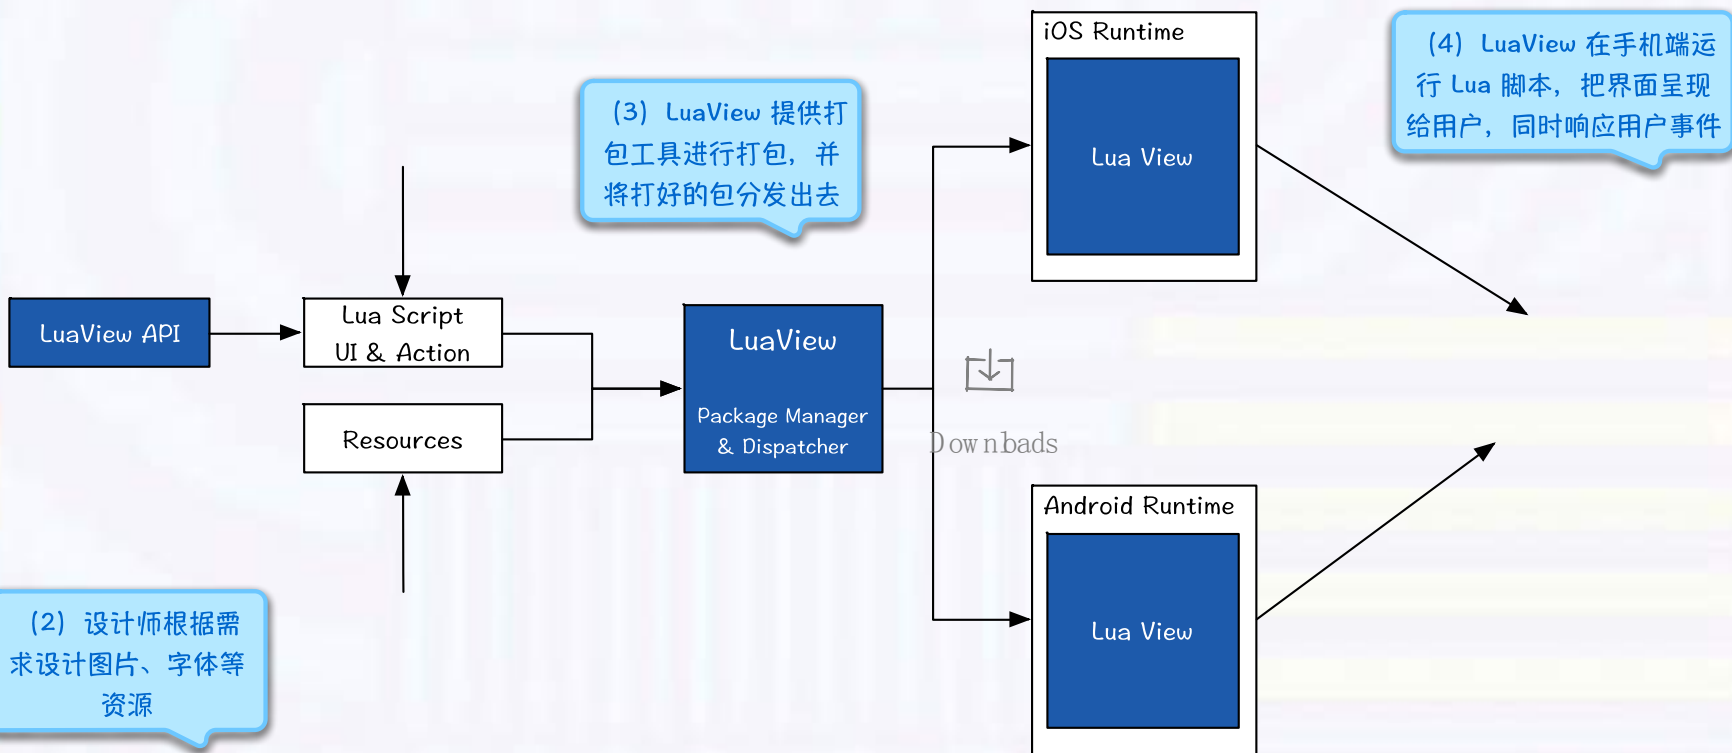 iOS Runtime
Lua View
(4) LuaView 在手机端运
行 Lua 脚本，把界面呈现
给用户，同时响应用户事件
(3) LuaView 提供打
包工具进行打包，并
将打好的包分发出去
LuaView API
Lua Script
UI & Action
Resources
LuaView
Package Manager
& Dispatcher
Downbads
Android Runtime
Lua View
(2) 设计师根据需
求设计图片、字体等
资源